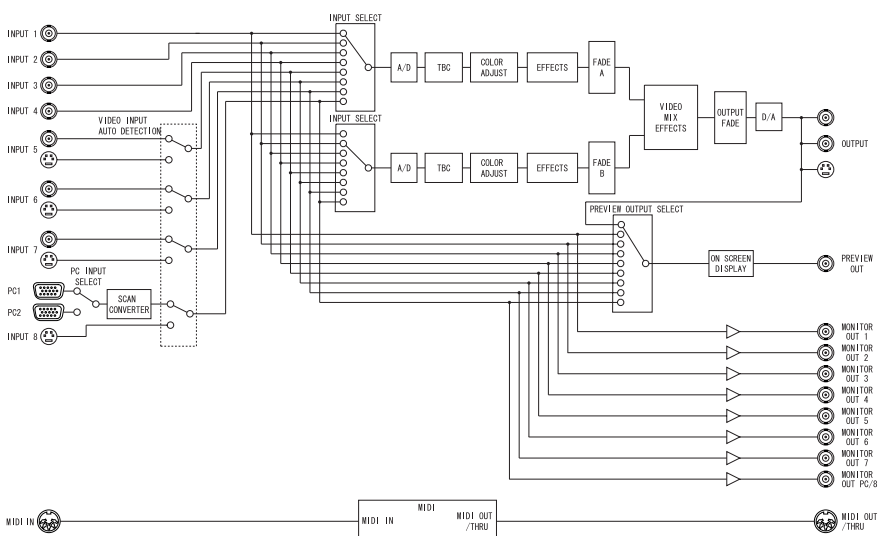 INPUT 1
INPUT 2
INPUT 3
INPUT 4
VIDEO INPUT
AUTO DETECTION
INPUT 5
INPUT 6
INPUT 7
PC INPUT
SELECT
PC1
PC2
SCAN
CONVERTER
INPUT 8
INPUT SELECT
A/D
TBC
COLOR
ADJUST
EFFECTS
FADE
A
INPUT SELECT
A/D
TBC
COLOR
ADJUST
EFFECTS
FADE
B
VIDEO
MIX
EFFECTS
OUTPUT
FADE
D/A
OUTPUT
PREVIEW OUTPUT SELECT
ON SCREEN
DISPLAY
PREVIEW
OUT
MONITOR
OUT 1
MONITOR
OUT 2
MONITOR
OUT 3
MONITOR
OUT 4
MONITOR
OUT 5
MONITOR
OUT 6
MONITOR
OUT 7
MONITOR
OUT PC/8
MIDI IN
MIDI
MIDI IN
MIDI OUT
/THRU
MIDI OUT
/THRU